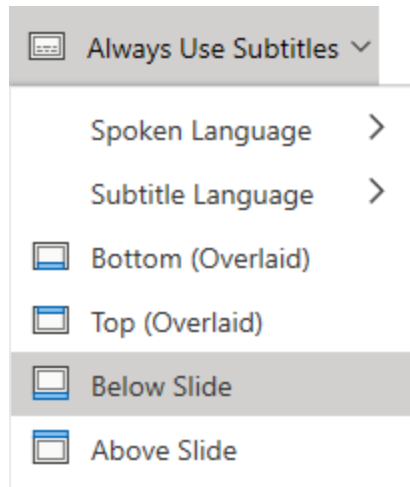 Always Use Subtitles
Spoken Language
Subtitle Language
Bottom (Overlaid)
Top (Overlaid)
Below Slide
Above Slide